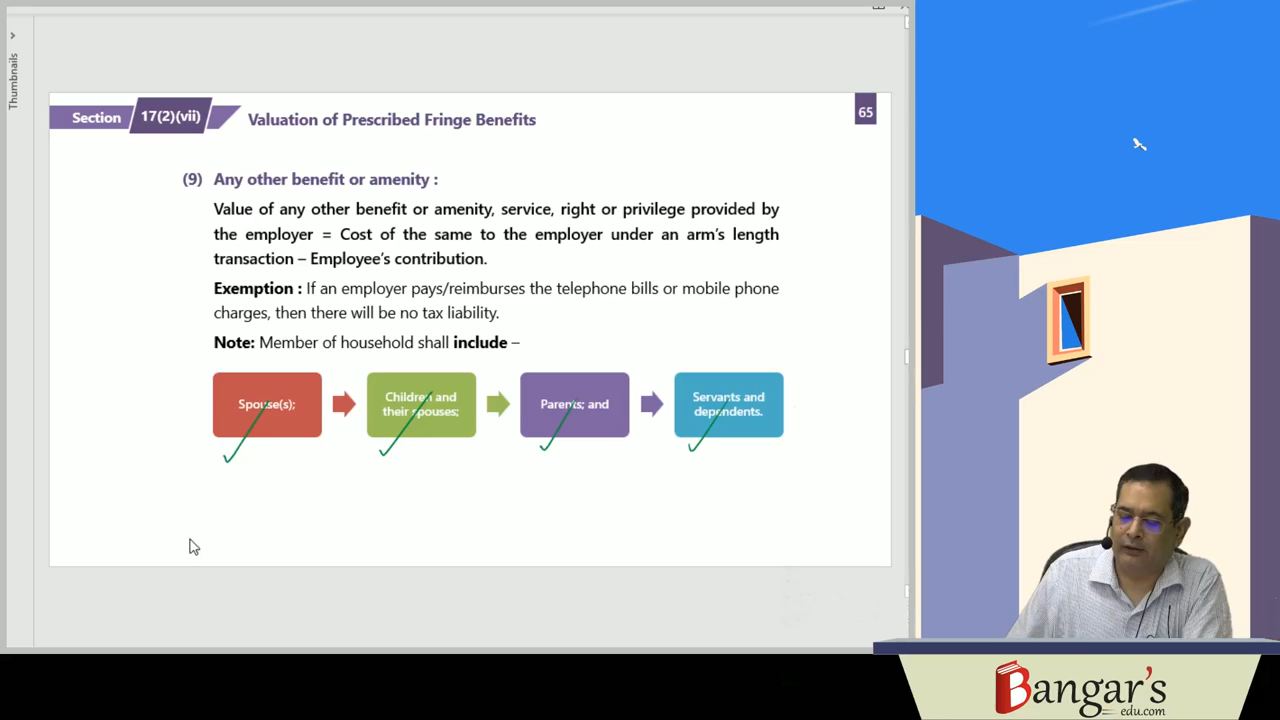 Thumbnails
Section 17(2)(vii) Valuation of Prescribed Fringe Benefits 65
(9) Any other benefit or amenity :
Value of any other benefit or amenity, service, right or privilege provided by
the employer = Cost of the same to the employer under an arm's length
transaction – Employee's contribution.
Exemption : If an employer pays/reimburses the telephone bills or mobile phone
charges, then there will be no tax liability.
Note: Member of household shall include –
Spouse(s);
Children and
their spouses;
Parents; and
Servants and
dependents.
Bangar's
edu.com